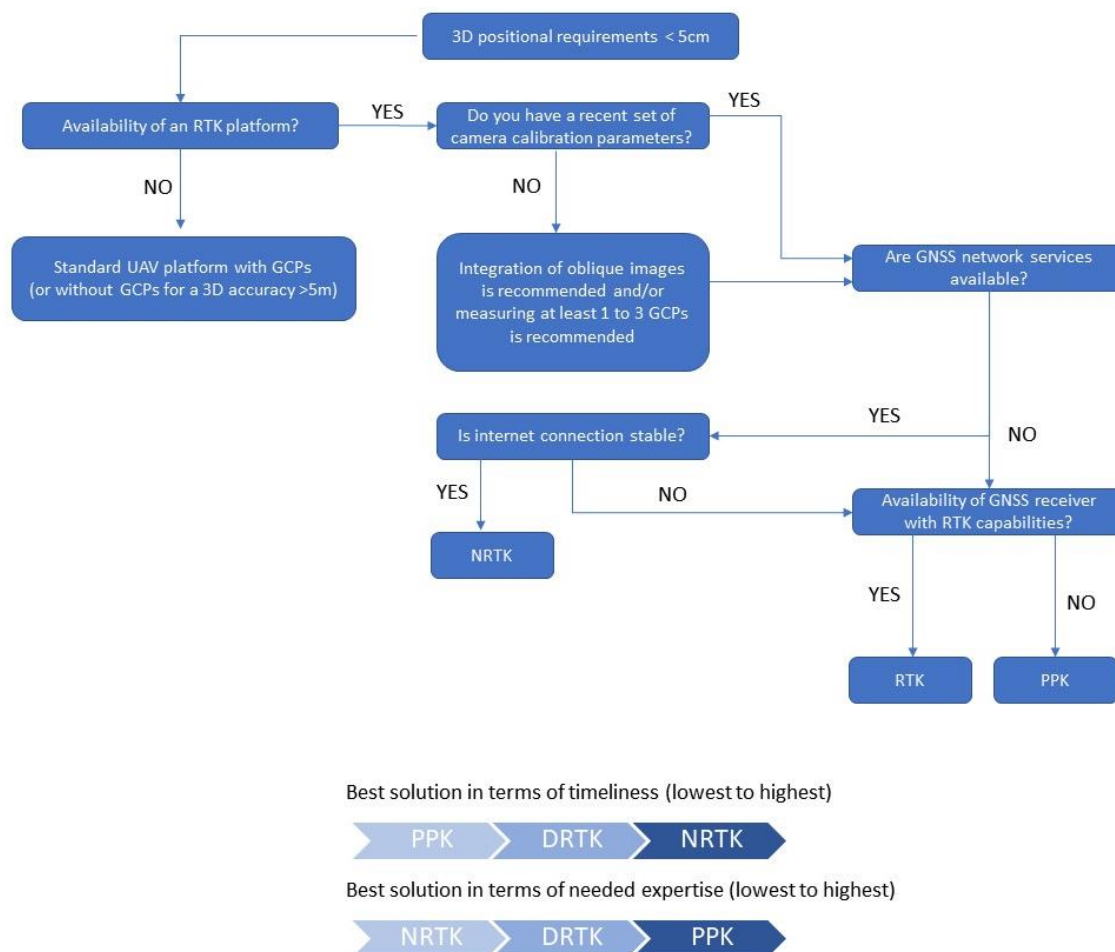 3D positional requirements < 5cm
Availability of an RTK platform?
YES
Do you have a recent set of
camera calibration parameters?
YES
NO
NO
Standard UAV platform with GCPs
(or without GCPs for a 3D accuracy >5m)
Integration of oblique images
is recommended and/or
measuring at least 1 to 3 GCPs
is recommended
Are GNSS network services
available?
YES
NO
Is internet connection stable?
YES
NO
Availability of GNSS receiver
with RTK capabilities?
NRTK
YES
NO
RTK
PPK
Best solution in terms of timeliness (lowest to highest)
PPK
DRTK
NRTK
Best solution in terms of needed expertise (lowest to highest)
NRTK
DRTK
PPK